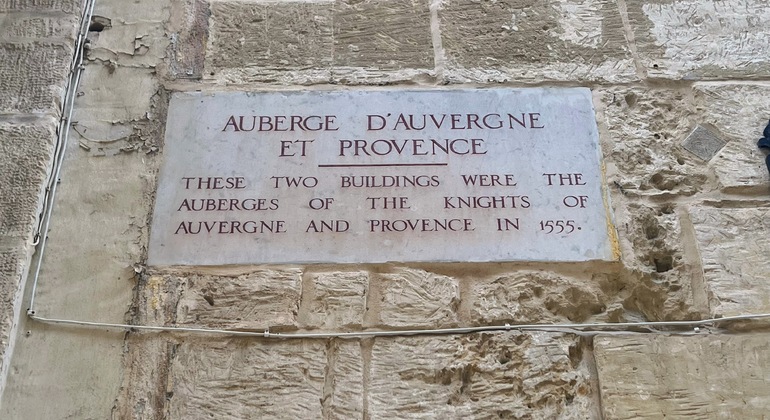 AUBERGE D'AUVERGNE
ET PROVENCE
THESE TWO BUILDINGS WERE THE
AUBERGES OF THE KNIGHTS OF
AUVERGNE AND PROVENCE IN 1555.